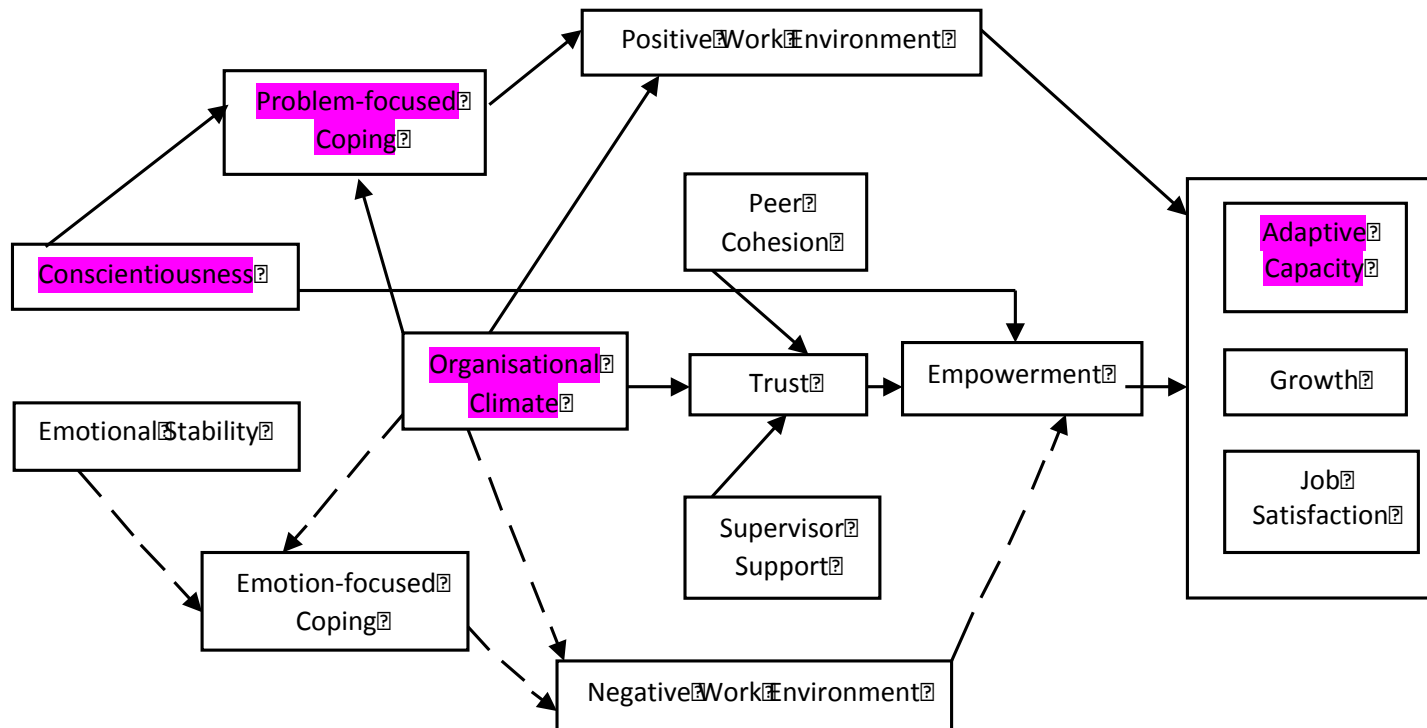 Positive Work Environment
Problem-focused
Coping
Peer
Cohesion
Adaptive
Capacity
Conscientiousness
Organisational
Climate
Trust
Empowerment
Growth
Emotional Stability
Job
Satisfaction
Supervisor
Support
Emotion-focused
Coping
Negative Work Environment